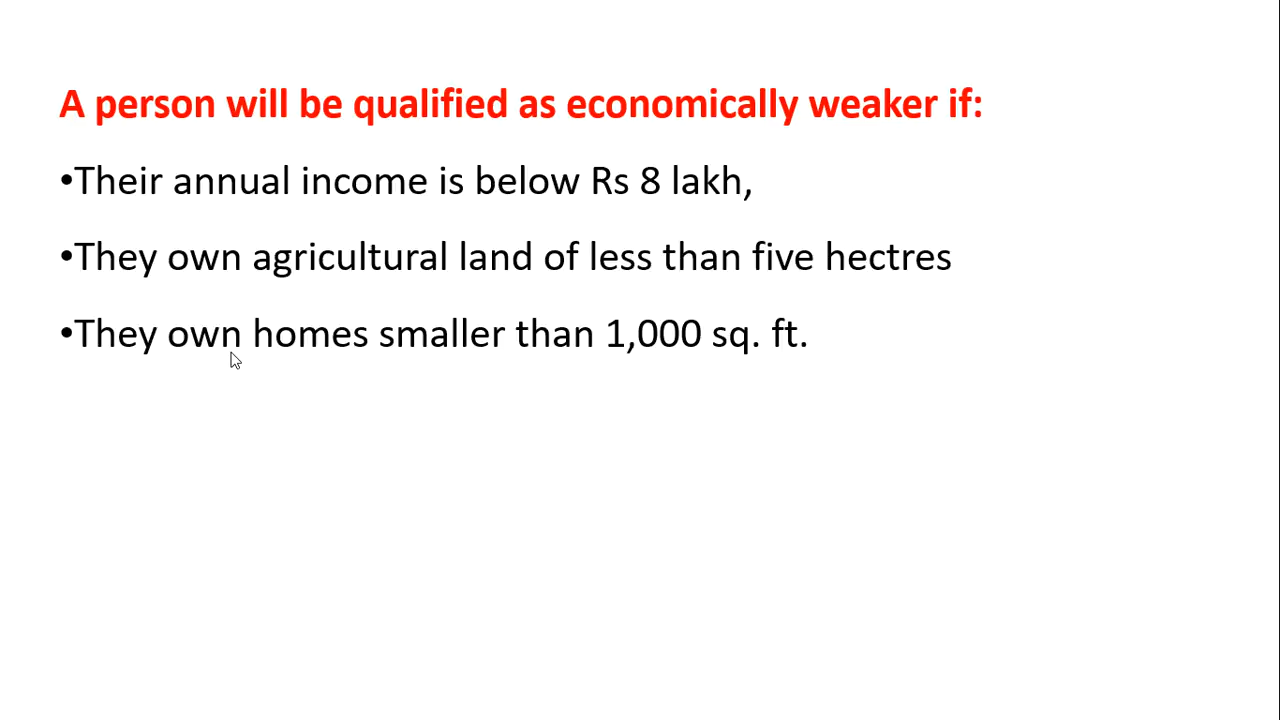 A person will be qualified as economically weaker if:
•Their annual income is below Rs 8 lakh,
•They own agricultural land of less than five hectres
•They own homes smaller than 1,000 sq. ft.